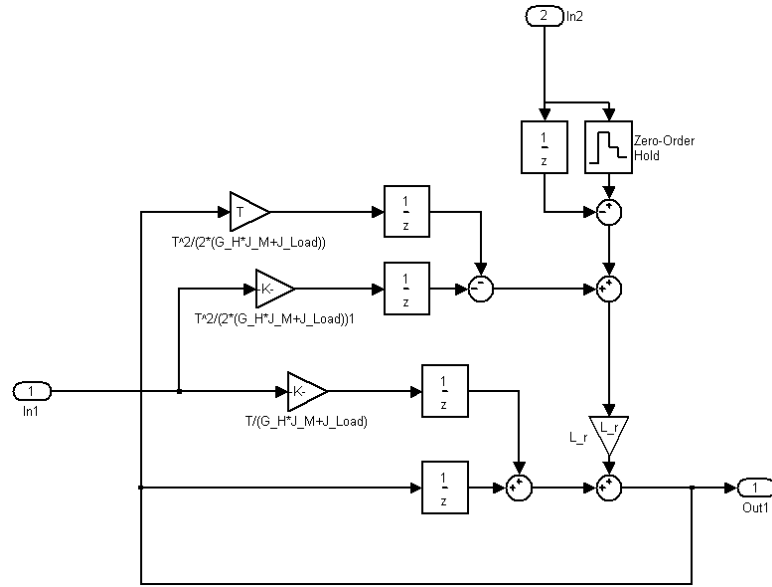 2
In2
1
z
Zero-Order
Hold
T
1
z
T^2/(2*(G_H*J_M+J_Load))
-K-
1
z
T^2/(2*(G_H*J_M+J_Load))1
1
In1
-K-
1
z
T/(G_H*J_M+J_Load)
L_r
L_r
1
z
1
Out1